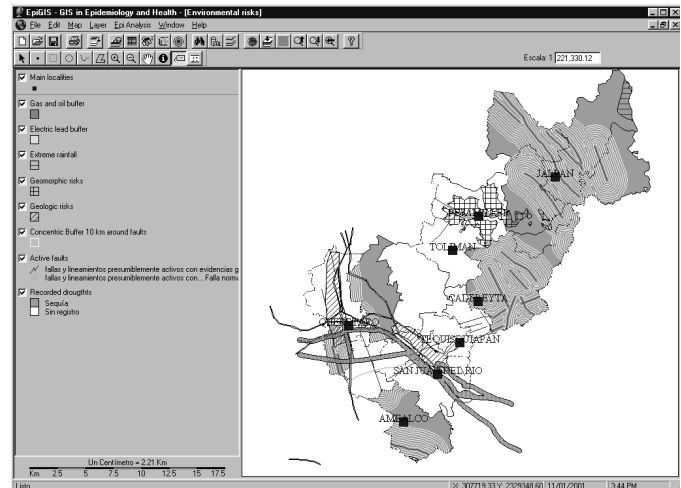 EpiGIS - GIS in Epidemiology and Health - [Environmental risks]
File Edit Map Layer Epi Analysis Window Help
Escala: 1 221,330.12
Main localities
Gas and oil buffer
Electric lead buffer
Extreme rainfall
Geomorphic risks
Geologic risks
Concentric Buffer 10 km around faults
Active faults
fallas y lineamientos presumiblemente activos con evidencias g
fallas y lineamientos presumiblemente activos con... Falla norma
Recorded drougthts
Sequía
Sin registro
JALPAN
TOLIMAN
CADEREYTA
QUERETARO
TEQUISQUIAPAN
SAN JUAN DEL RIO
AMEALCO
Un Centímetro = 2.21 Km
Km 2.5 5 7.5 10 12.5 15 17.5
Listo X: 307719.33 Y: 2329348.60 11/01/2001 3:44 PM